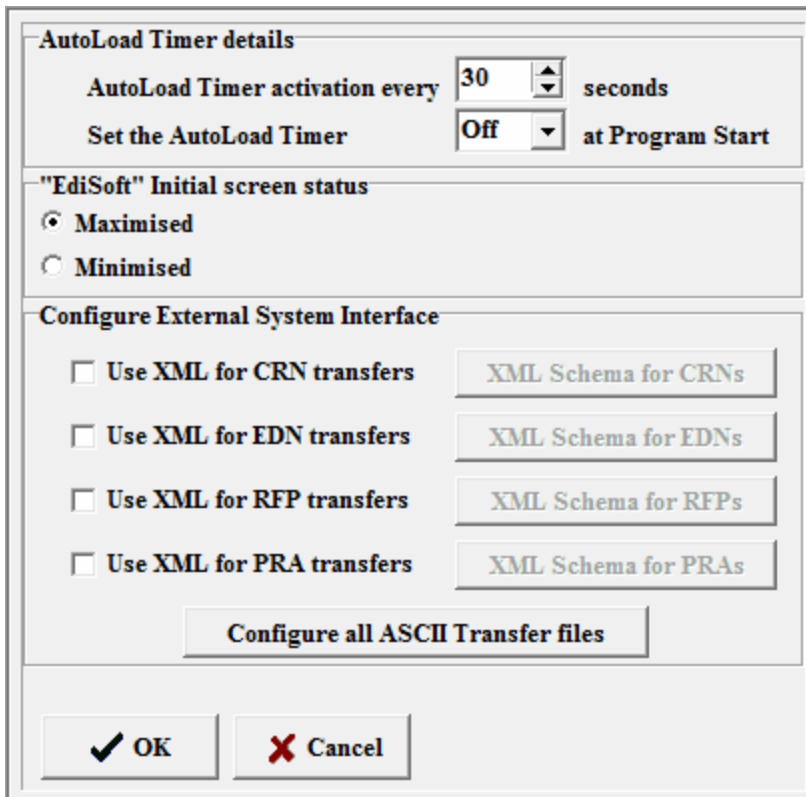 AutoLoad Timer details
AutoLoad Timer activation every 30 seconds
Set the AutoLoad Timer Off at Program Start
"EdiSoft" Initial screen status
Maximised
Minimised
Configure External System Interface
Use XML for CRN transfers XML Schema for CRNs
Use XML for EDN transfers XML Schema for EDNs
Use XML for RFP transfers XML Schema for RFPs
Use XML for PRA transfers XML Schema for PRAs
Configure all ASCII Transfer files
OK Cancel